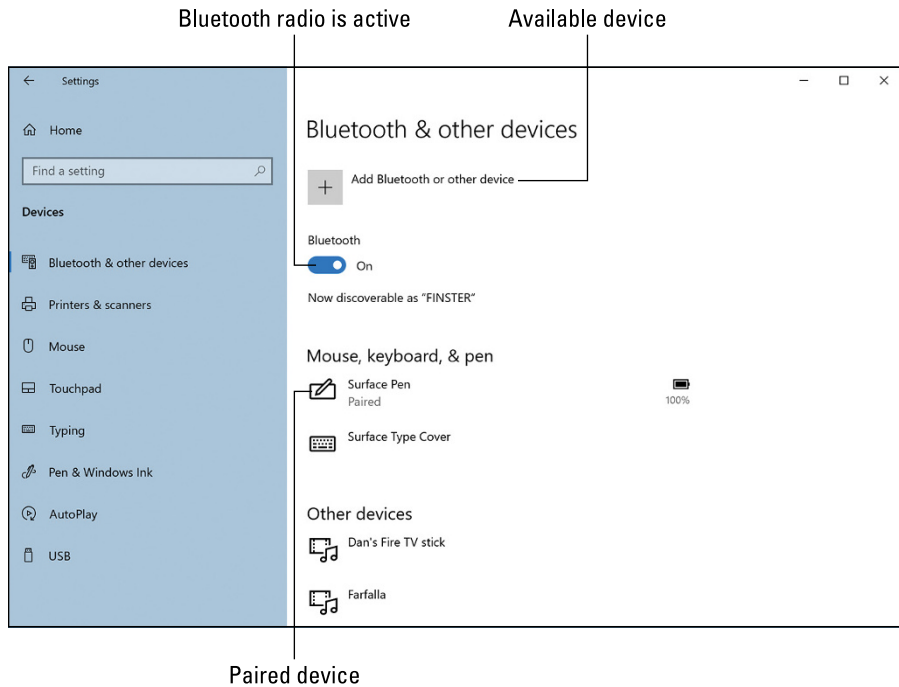 Bluetooth radio is active
Available device
Settings
Home
Find a setting
Devices
Bluetooth & other devices
Printers & scanners
Mouse
Touchpad
Typing
Pen & Windows Ink
AutoPlay
USB
Bluetooth & other devices
Add Bluetooth or other device
Bluetooth
On
Now discoverable as “FINSTER”
Mouse, keyboard, & pen
Surface Pen
Paired
100%
Surface Type Cover
Other devices
Dan's Fire TV stick
Farfalla
Paired device